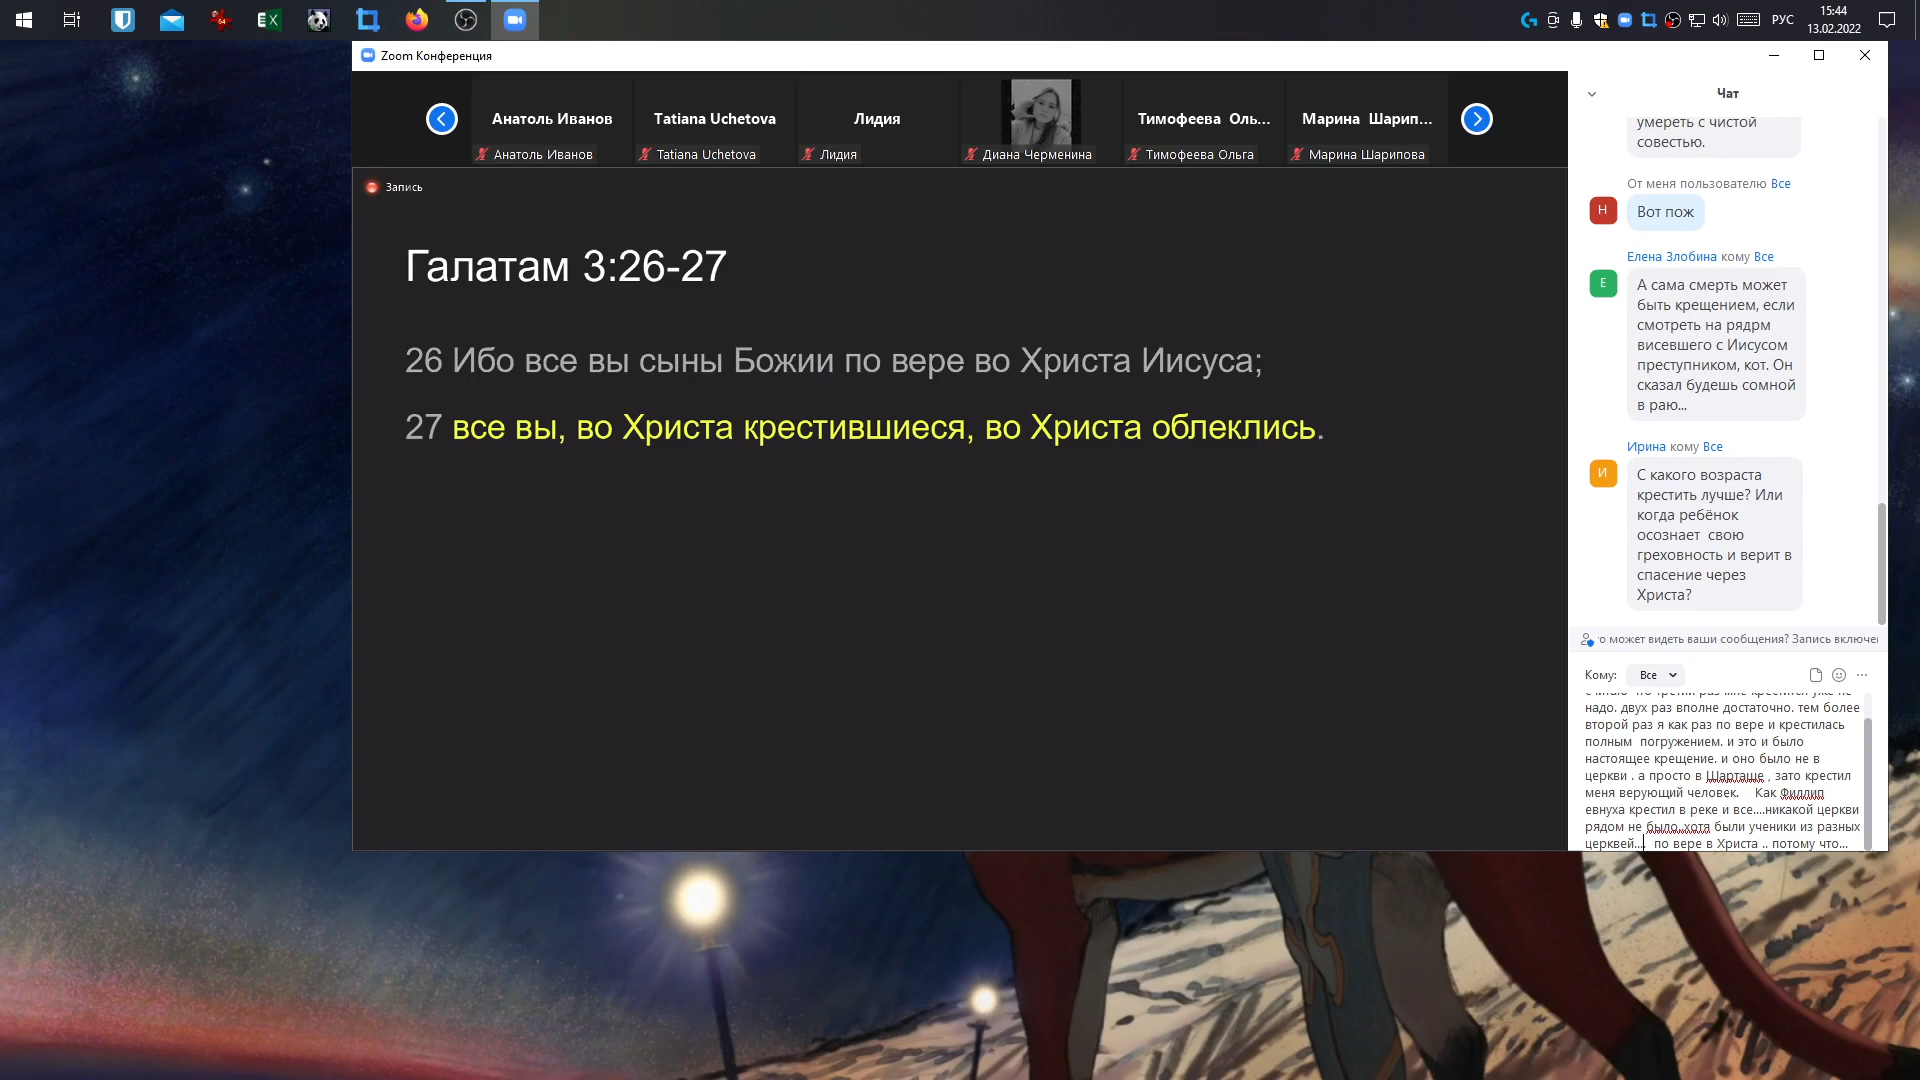 РУС
15:44
13.02.2022
Zoom Конференция
Анатоль Иванов
Tatiana Uchetova
Лидия
Тимофеева Оль...
Марина Шарип...
Анатоль Иванов
Tatiana Uchetova
Лидия
Диана Черменина
Тимофеева Ольга
Марина Шарипова
Запись
Галатам 3:26-27
26 Ибо все вы сыны Божии по вере во Христа Иисуса;
27 все вы, во Христа крестившиеся, во Христа облеклись.
Чат
умереть с чистой
совестью.
От меня пользователю Все
Н
Вот пож
Елена Злобина кому Все
Е
А сама смерть может
быть крещением, если
смотреть на рядрм
висевшего с Иисусом
преступником, кот. Он
сказал будешь сомной
в раю...
Ирина кому Все
И
С какого возраста
крестить лучше? Или
когда ребёнок
осознает свою
греховность и верит в
спасение через
Христа?
о может видеть ваши сообщения? Запись включе
Кому: Все
считаю что третий раз мне крестится уже не
надо. двух раз вполне достаточно. тем более
второй раз я как раз по вере и крестилась
полным погружением. и это и было
настоящее крещение. и оно было не в
церкви . а просто в Шарташе , зато крестил
меня верующий человек. Как Филлип
евнуха крестил в реке и все....никакой церкви
рядом не было..хотя были ученики из разных
церквей.... по вере в Христа .. потому что...